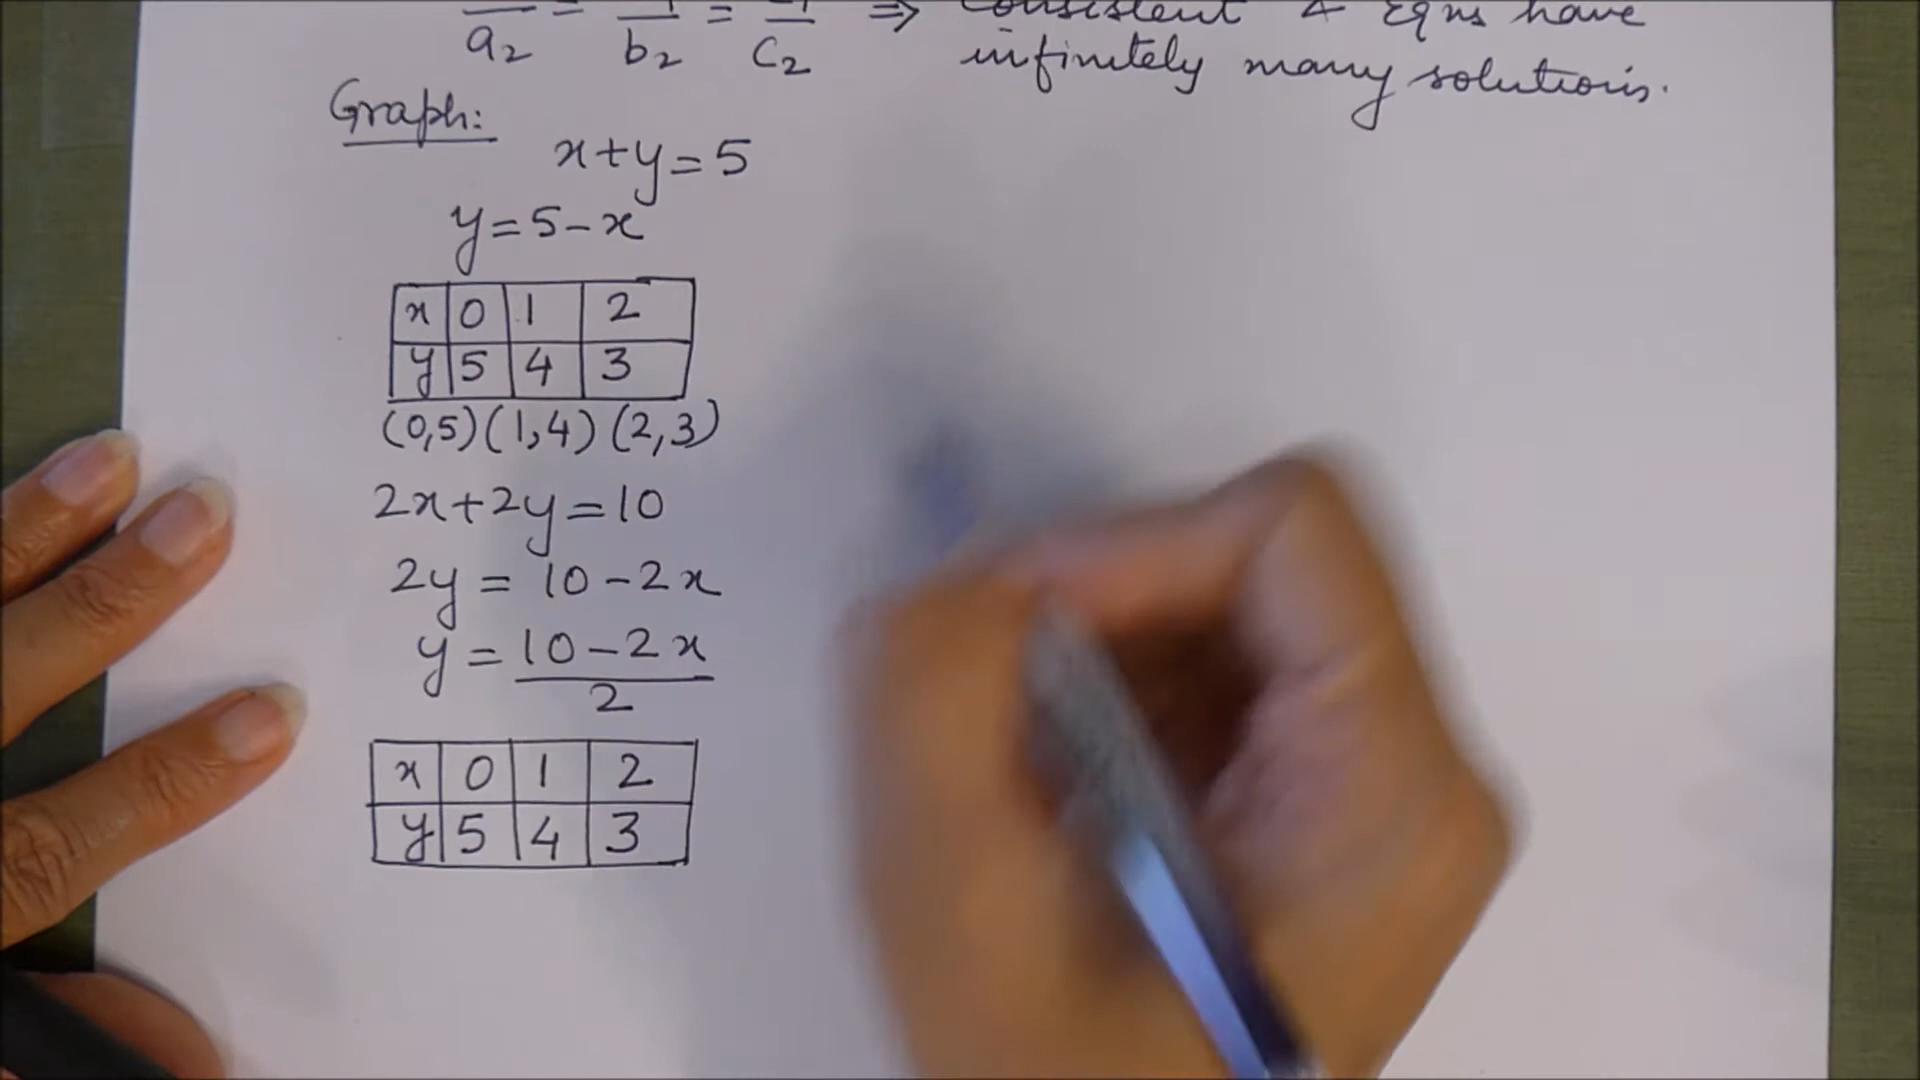 a₂ = b₂ = c₂ ⇒ consistent & Eqns have
infinitely many solutions.
Graph:
x+y=5
y=5-x
x 0 1 2
y 5 4 3
(0,5) (1,4) (2,3)
2x+2y=10
2y = 10-2x
y = 10-2x
2
x 0 1 2
y 5 4 3